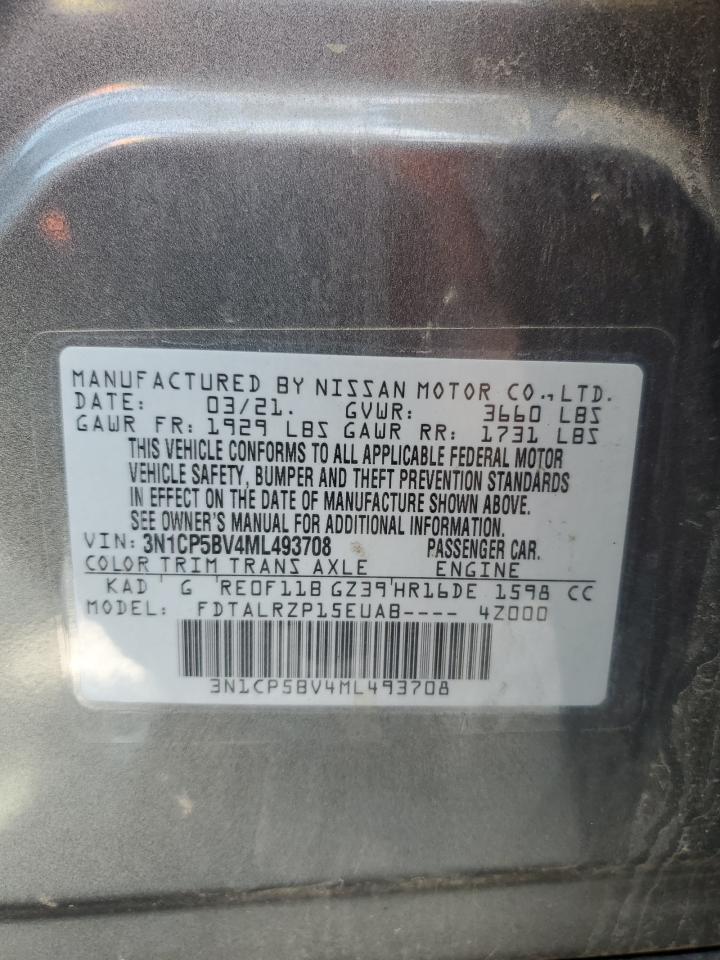 MANUFACTURED BY NISSAN MOTOR CO., LTD.
DATE: 03/21. GVWR: 3660 LBS
GAWR FR: 1929 LBS GAWR RR: 1731 LBS
THIS VEHICLE CONFORMS TO ALL APPLICABLE FEDERAL MOTOR
VEHICLE SAFETY, BUMPER AND THEFT PREVENTION STANDARDS
IN EFFECT ON THE DATE OF MANUFACTURE SHOWN ABOVE.
SEE OWNER'S MANUAL FOR ADDITIONAL INFORMATION.
VIN: 3N1CP5BV4ML493708 PASSENGER CAR.
COLOR TRIM TRANS AXLE ENGINE
KAD G RE0F11B GZ39 HR16DE 1598 CC
MODEL: FDTALRZP15EUAB---- 4Z000
3N1CP5BV4ML493708